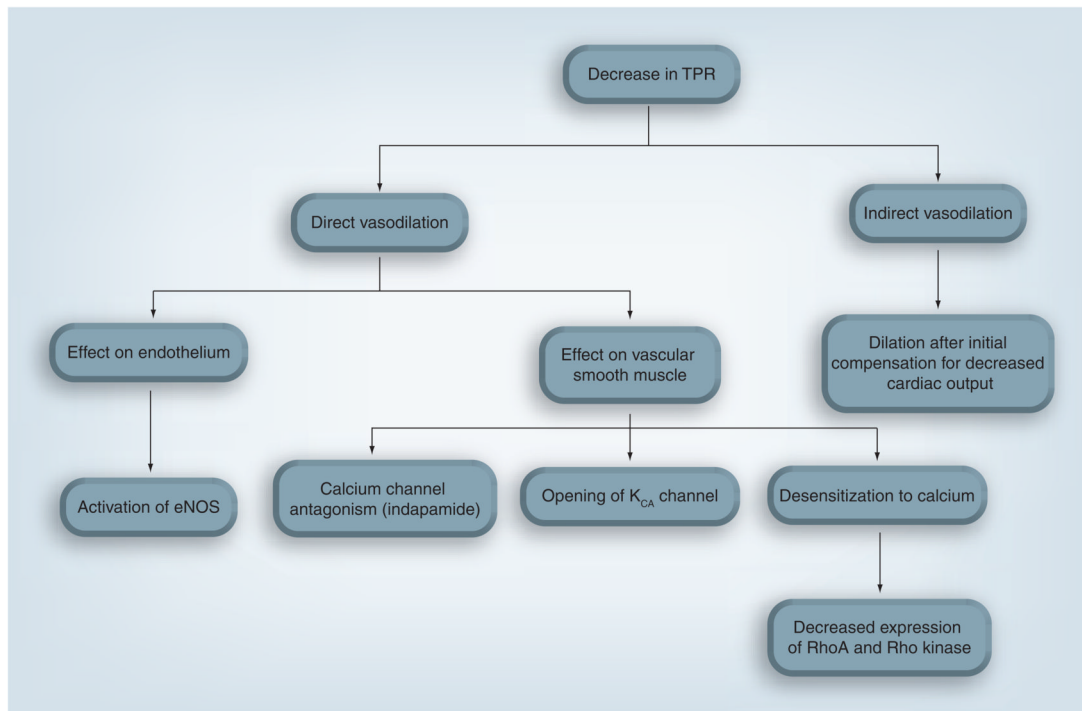 Decrease in TPR
Direct vasodilation
Indirect vasodilation
Effect on endothelium
Effect on vascular
smooth muscle
Dilation after initial
compensation for decreased
cardiac output
Activation of eNOS
Calcium channel
antagonism (indapamide)
Opening of K_CA channel
Desensitization to calcium
Decreased expression
of RhoA and Rho kinase